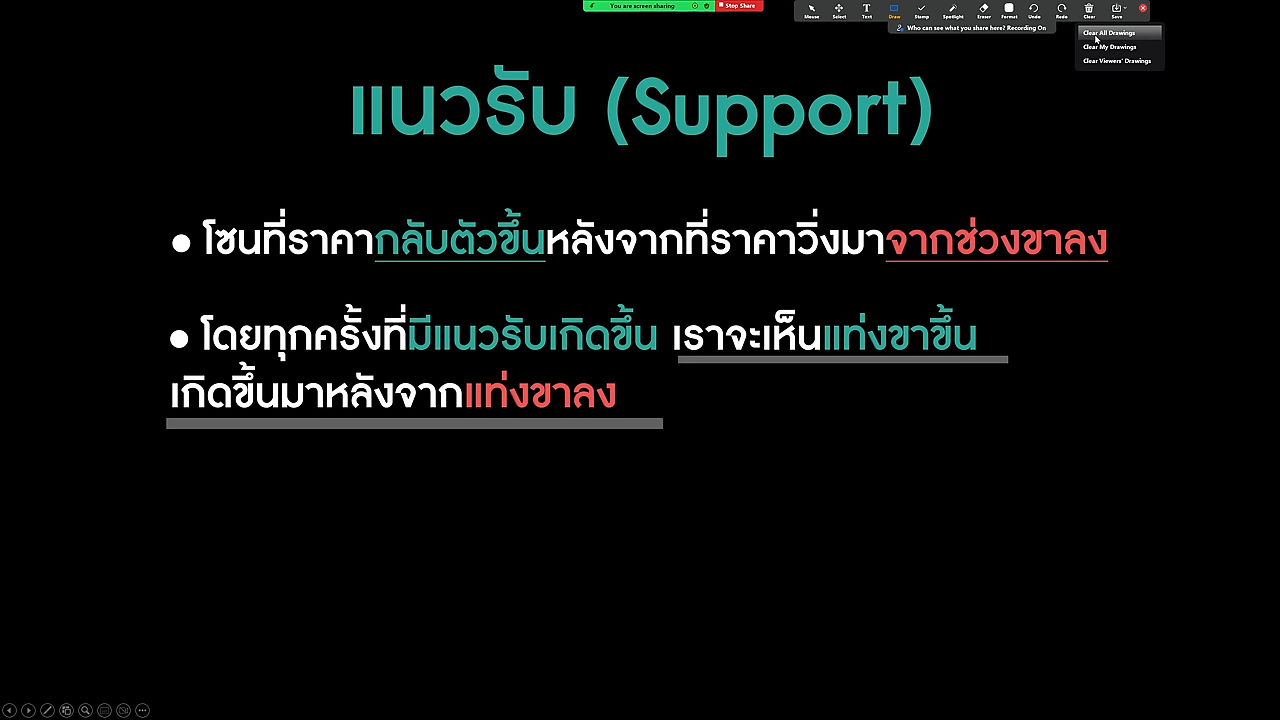 You are screen sharing
Stop Share
Mouse
Select
Text
Draw
Stamp
Spotlight
Eraser
Format
Undo
Redo
Clear
Save
Who can see what you share here? Recording On
Clear All Drawings
Clear My Drawings
Clear Viewers' Drawings
แนวรับ (Support)
● โซนที่ราคากลับตัวขึ้นหลังจากที่ราคาวิ่งมาจากช่วงขาลง
● โดยทุกครั้งที่มีแนวรับเกิดขึ้น เราจะเห็นแท่งขาขึ้น
เกิดขึ้นมาหลังจากแท่งขาลง